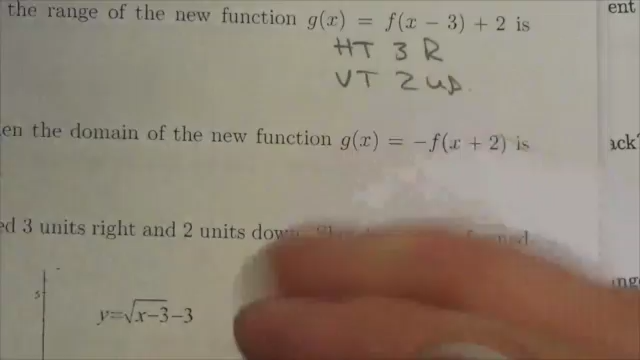 the range of the new function g(x) = f(x − 3) + 2 is
HT 3 R
VT 2 up.
en the domain of the new function g(x) = −f(x + 2) is
ed 3 units right and 2 units down.
5
y=√x−3−3
ent
ack?